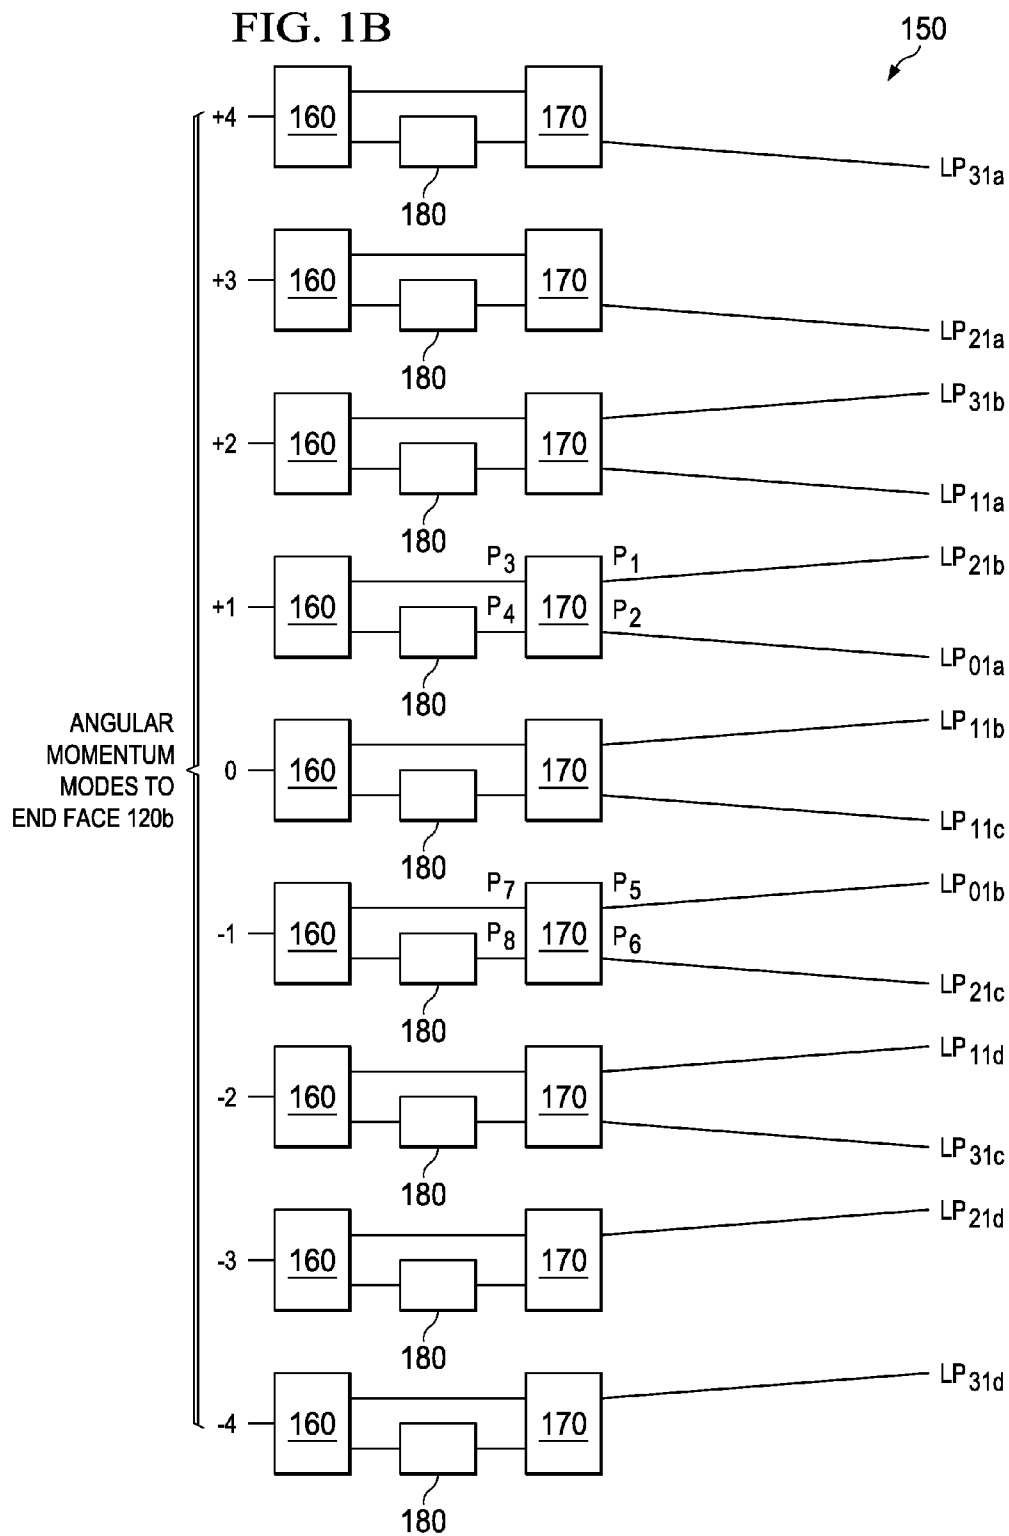 FIG. 1B
150
+4
160
170
LP31a
180
+3
160
170
LP21a
180
LP31b
+2
160
170
LP11a
180
P3
P1
LP21b
+1
160
P4
170
P2
LP01a
180
ANGULAR
MOMENTUM
MODES TO
END FACE 120b
LP11b
0
160
170
LP11c
180
P7
P5
LP01b
-1
160
P8
170
P6
LP21c
180
LP11d
-2
160
170
LP31c
180
LP21d
-3
160
170
180
LP31d
-4
160
170
180